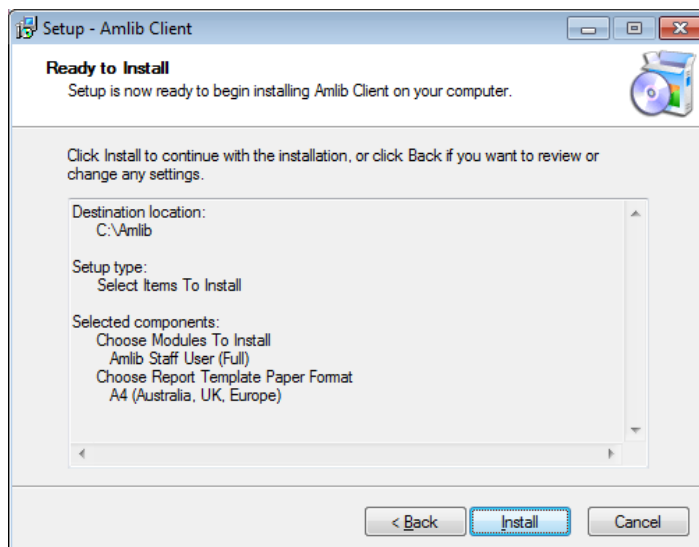 Setup - Amlib Client
Ready to Install
Setup is now ready to begin installing Amlib Client on your computer.
Click Install to continue with the installation, or click Back if you want to review or
change any settings.
Destination location:
C:\Amlib
Setup type:
Select Items To Install
Selected components:
Choose Modules To Install
Amlib Staff User (Full)
Choose Report Template Paper Format
A4 (Australia, UK, Europe)
< Back
Install
Cancel